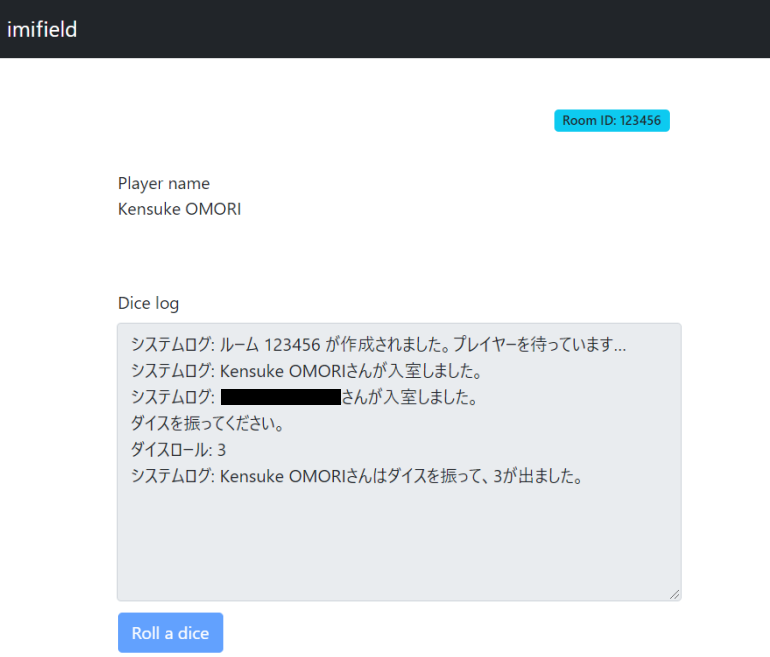 imifield
Room ID: 123456
Player name
Kensuke OMORI
Dice log
システムログ: ルーム 123456 が作成されました。プレイヤーを待っています...
システムログ: Kensuke OMORIさんが入室しました。
システムログ: さんが入室しました。
ダイスを振ってください。
ダイスロール: 3
システムログ: Kensuke OMORIさんはダイスを振って、3が出ました。
Roll a dice